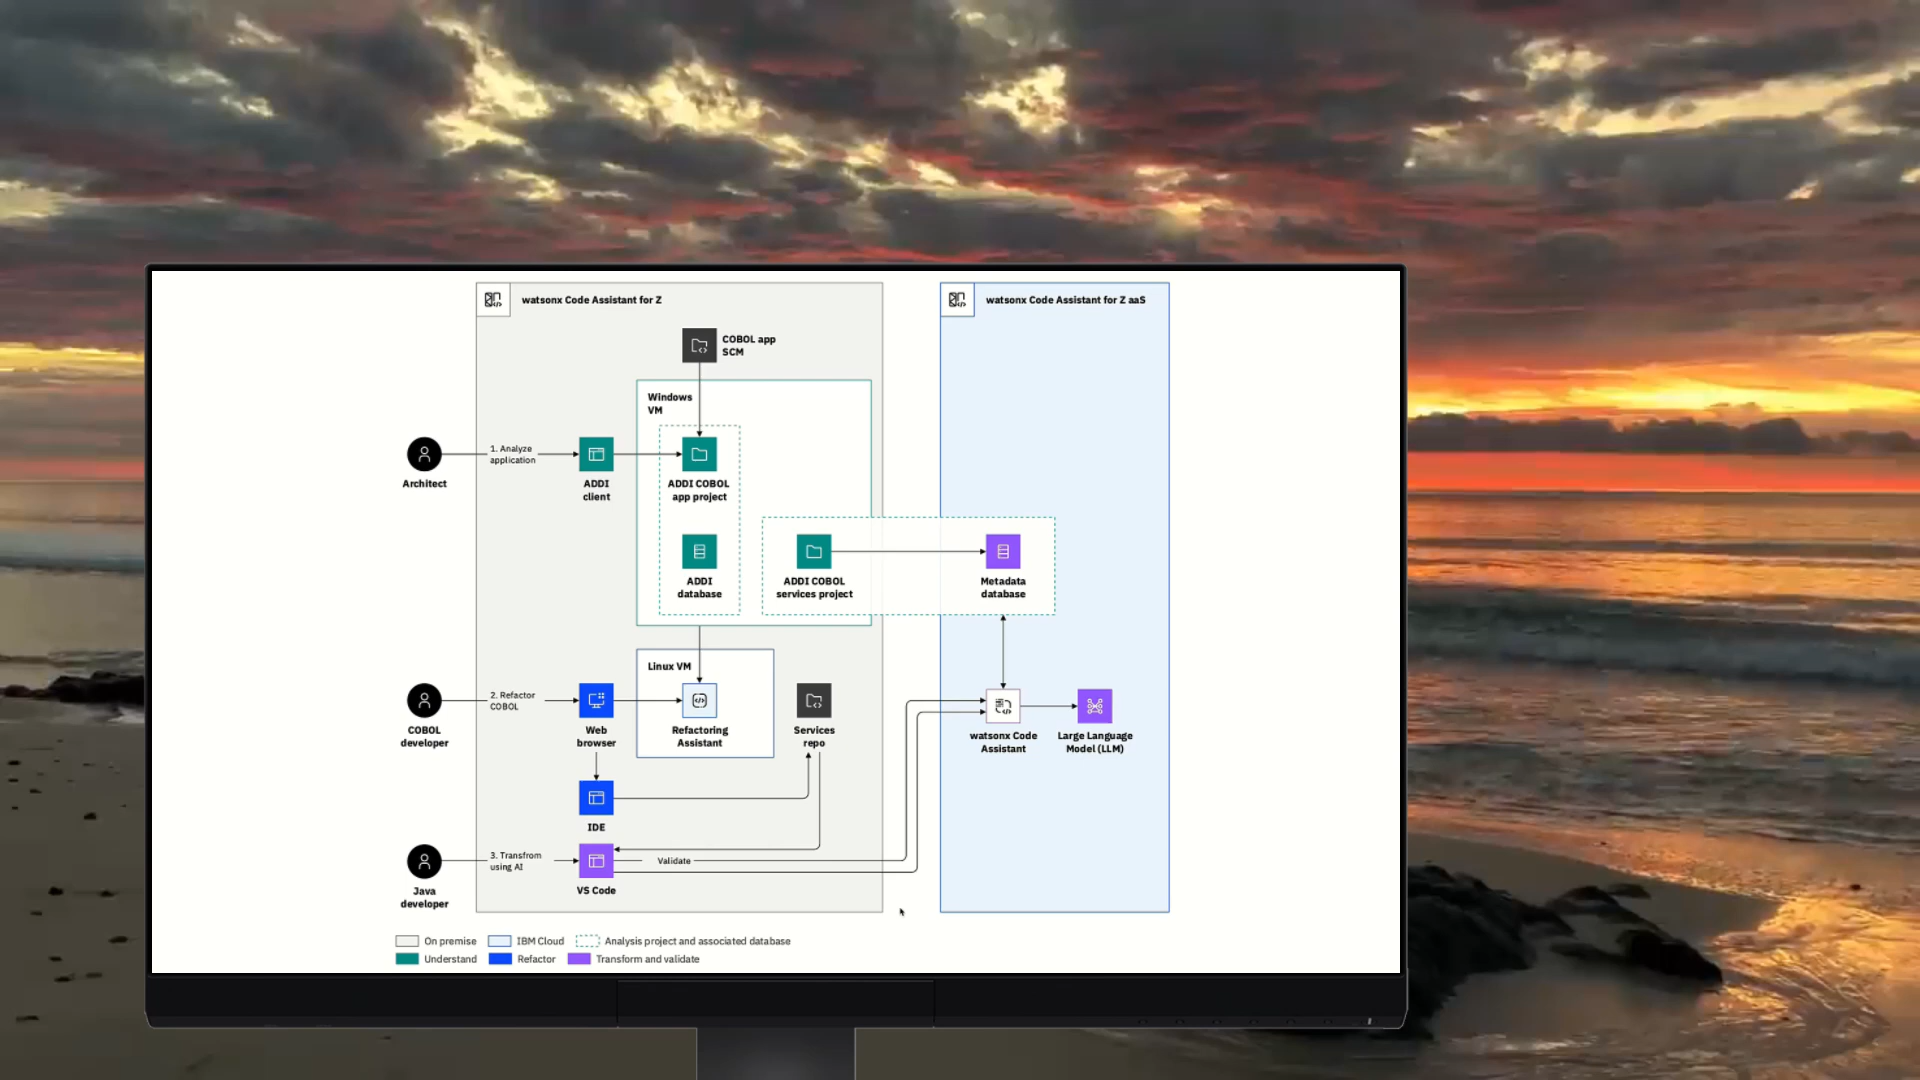 watsonx Code Assistant for Z
watsonx Code Assistant for Z aaS
COBOL app
SCM
Windows
VM
1. Analyze
application
Architect
ADDI
client
ADDI COBOL
app project
ADDI
database
ADDI COBOL
services project
Metadata
database
Linux VM
2. Refactor
COBOL
COBOL
developer
Web
browser
Refactoring
Assistant
Services
repo
watsonx Code
Assistant
Large Language
Model (LLM)
IDE
3. Transfrom
using AI
Validate
Java
developer
VS Code
On premise
IBM Cloud
Analysis project and associated database
Understand
Refactor
Transform and validate